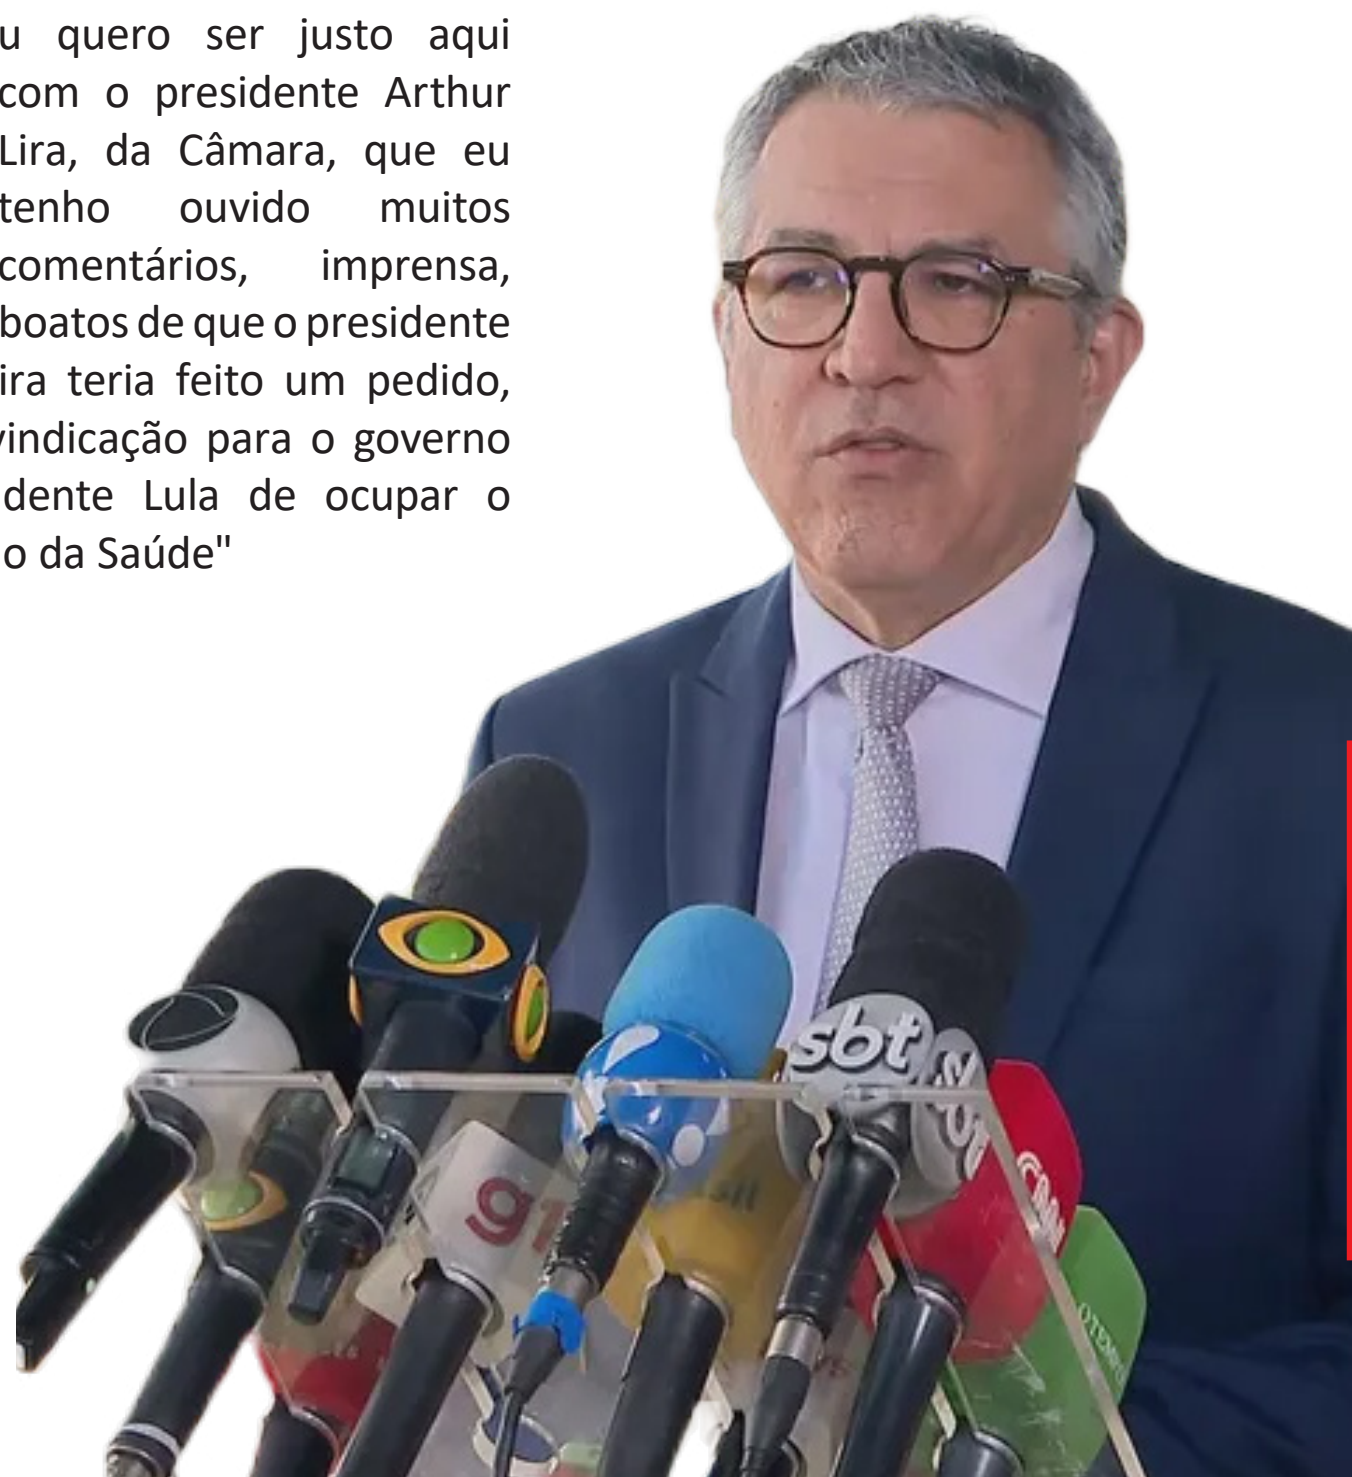 u quero ser justo aqui
com o presidente Arthur
Lira, da Câmara, que eu
tenho ouvido muitos
comentários, imprensa,
boatos de que o presidente
ira teria feito um pedido,
vindicação para o governo
dente Lula de ocupar o
o da Saúde"
sbt
sbt
g1
CNN
O TEMPO